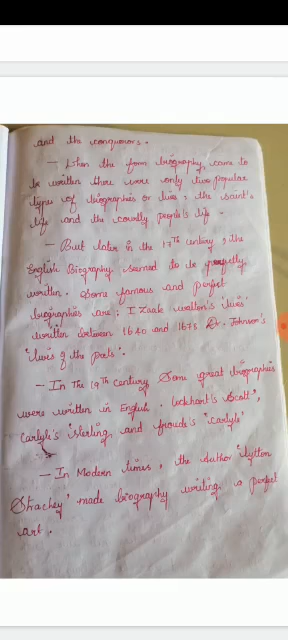 and the conquerors.
- When the form biography, came to
be written there were only two popular
types of biographies or lives; the saint's
life and the courtly people's life.
- But later in the 17th century, the
English Biography seemed to be perfectly
written. Some famous and perfect
biographies are; Izaak walton's 'lives'
written between 1640 and 1675 Dr. Johnson's
"lives of the poets".
- In The 19th century Some great biographies
were written in English. Lockhant's Scott",
Carlyle's 'sterling, and froude's "carlyle"
- In Modern times, the author 'lytton
Strachey' made biography writing a perfect
art.